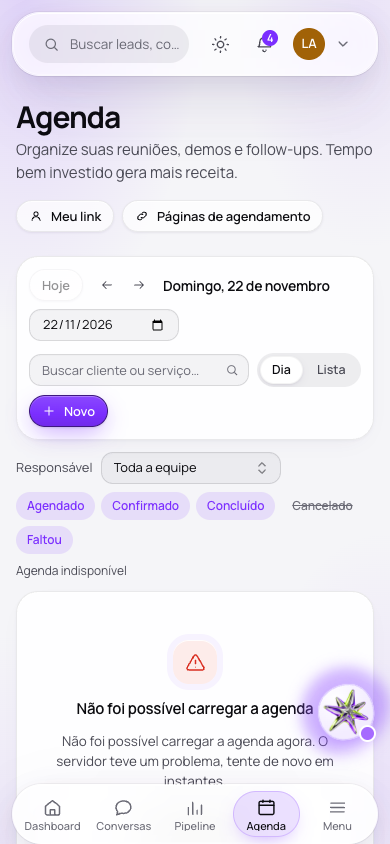 Buscar leads, co...
4
LA
Agenda
Organize suas reuniões, demos e follow-ups. Tempo
bem investido gera mais receita.
Meu link
Páginas de agendamento
Hoje
Domingo, 22 de novembro
22/11/2026
Buscar cliente ou serviço...
Dia
Lista
Novo
Responsável
Toda a equipe
Agendado
Confirmado
Concluído
Cancelado
Faltou
Agenda indisponível
Não foi possível carregar a agenda
Não foi possível carregar a agenda agora. O
servidor teve um problema, tente de novo em
instantes.
Dashboard
Conversas
Pipeline
Agenda
Menu